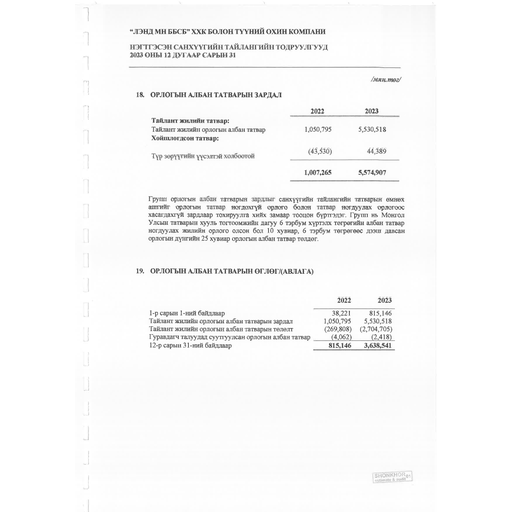 "ЛЭНД МН ББСБ" ХХК БОЛОН ТҮҮНИЙ ОХИН КОМПАНИ
НЭГТГЭСЭН САНХҮҮГИЙН ТАЙЛАНГИЙН ТОДРУУЛГУУД
2023 ОНЫ 12 ДУГААР САРЫН 31
/мян.төг/
18. ОРЛОГЫН АЛБАН ТАТВАРЫН ЗАРДАЛ
2022 2023
Тайлант жилийн татвар:
Тайлант жилийн орлогын албан татвар 1,050,795 5,530,518
Хойшлогдсон татвар:
Түр зөрүүгийн үүсэлтэй холбоотой (43,530) 44,389
1,007,265 5,574,907
Групп орлогын албан татварын зардлыг санхүүгийн тайлангийн татварын өмнөх
ашгийг орлогын татвар ногдохгүй орлого болон татвар ногдуулах орлогоос
хасагдахгүй зардлаар тохируулга хийх замаар тооцон бүртгэдэг. Групп нь Монгол
Улсын татварын хууль тогтоомжийн дагуу 6 тэрбум хүртэлх төгрөгийн албан татвар
ногдуулах жилийн орлого олсон бол 10 хувиар, 6 тэрбум төгрөгөөс дээш давсан
орлогын дүнгийн 25 хувиар орлогын албан татвар төлдөг.
19. ОРЛОГЫН АЛБАН ТАТВАРЫН ӨГЛӨГ/(АВЛАГА)
2022 2023
1-р сарын 1-ний байдлаар 38,221 815,146
Тайлант жилийн орлогын албан татварын зардал 1,050,795 5,530,518
Тайлант жилийн орлогын албан татварын төлөлт (269,808) (2,704,705)
Гуравдагч талуудад суутгуулсан орлогын албан татвар (4,062) (2,418)
12-р сарын 31-ний байдлаар 815,146 3,638,541